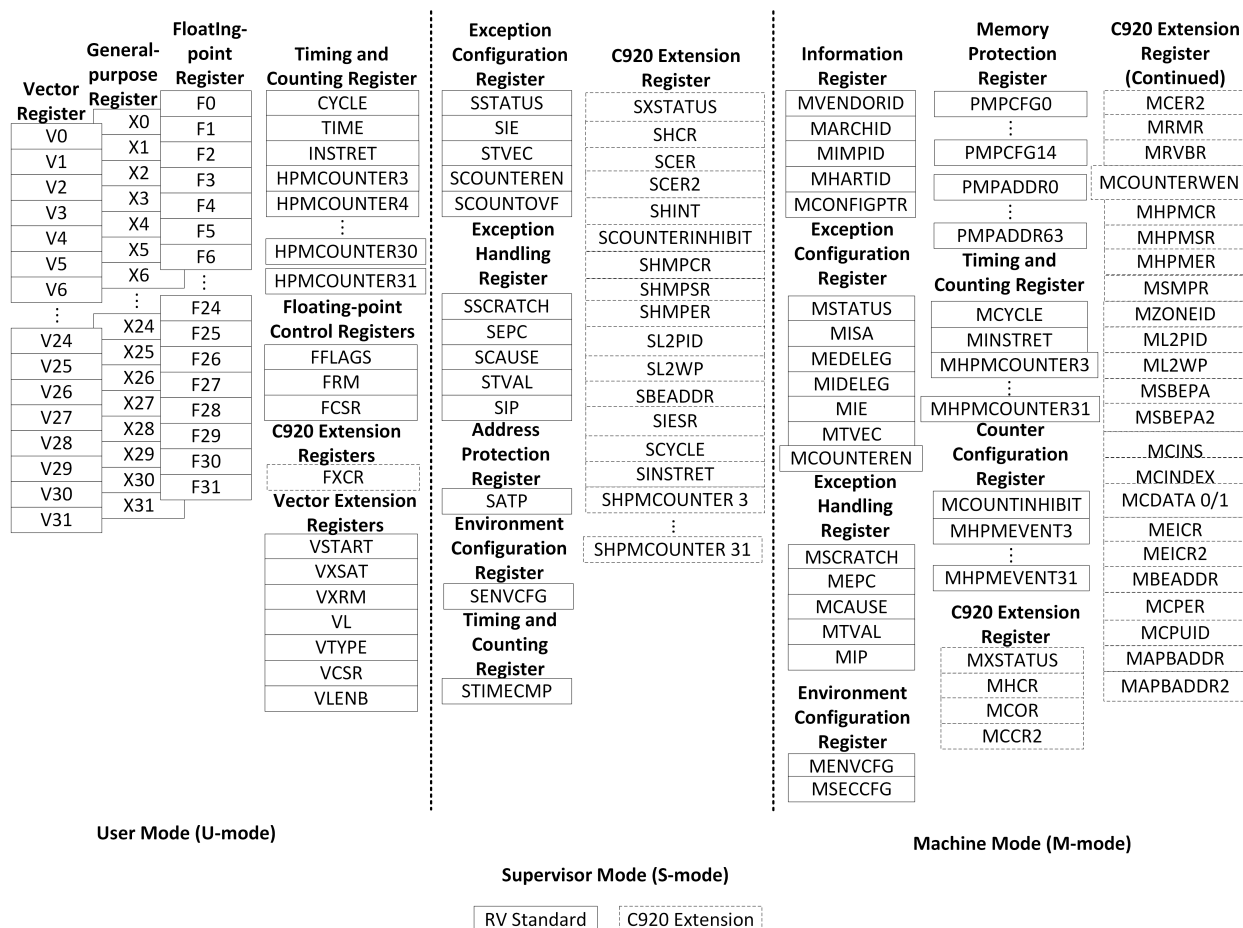 Vector
Register
V0
V1
V2
V3
V4
V5
V6
⋮
V24
V25
V26
V27
V28
V29
V30
V31
General-
purpose
Register
X0
X1
X2
X3
X4
X5
X6
⋮
X24
X25
X26
X27
X28
X29
X30
X31
FloatIng-
point
Register
F0
F1
F2
F3
F4
F5
F6
⋮
F24
F25
F26
F27
F28
F29
F30
F31
Timing and
Counting Register
CYCLE
TIME
INSTRET
HPMCOUNTER3
HPMCOUNTER4
⋮
HPMCOUNTER30
HPMCOUNTER31
Floating-point
Control Registers
FFLAGS
FRM
FCSR
C920 Extension
Registers
FXCR
Vector Extension
Registers
VSTART
VXSAT
VXRM
VL
VTYPE
VCSR
VLENB
User Mode (U-mode)
Exception
Configuration
Register
SSTATUS
SIE
STVEC
SCOUNTEREN
SCOUNTOVF
Exception
Handling
Register
SSCRATCH
SEPC
SCAUSE
STVAL
SIP
Address
Protection
Register
SATP
Environment
Configuration
Register
SENVCFG
Timing and
Counting
Register
STIMECMP
C920 Extension
Register
SXSTATUS
SHCR
SCER
SCER2
SHINT
SCOUNTERINHIBIT
SHMPCR
SHMPSR
SHMPER
SL2PID
SL2WP
SBEADDR
SIESR
SCYCLE
SINSTRET
SHPMCOUNTER 3
⋮
SHPMCOUNTER 31
Supervisor Mode (S-mode)
Information
Register
MVENDORID
MARCHID
MIMPID
MHARTID
MCONFIGPTR
Exception
Configuration
Register
MSTATUS
MISA
MEDELEG
MIDELEG
MIE
MTVEC
MCOUNTEREN
Exception
Handling
Register
MSCRATCH
MEPC
MCAUSE
MTVAL
MIP
Environment
Configuration
Register
MENVCFG
MSECCFG
Memory
Protection
Register
PMPCFG0
⋮
PMPCFG14
PMPADDR0
⋮
PMPADDR63
Timing and
Counting Register
MCYCLE
MINSTRET
MHPMCOUNTER3
⋮
MHPMCOUNTER31
Counter
Configuration
Register
MCOUNTINHIBIT
MHPMEVENT3
⋮
MHPMEVENT31
C920 Extension
Register
MXSTATUS
MHCR
MCOR
MCCR2
C920 Extension
Register
(Continued)
MCER2
MRMR
MRVBR
MCOUNTERWEN
MHPMCR
MHPMSR
MHPMER
MSMPR
MZONEID
ML2PID
ML2WP
MSBEPA
MSBEPA2
MCINS
MCINDEX
MCDATA 0/1
MEICR
MEICR2
MBEADDR
MCPER
MCPUID
MAPBADDR
MAPBADDR2
Machine Mode (M-mode)
RV Standard
C920 Extension